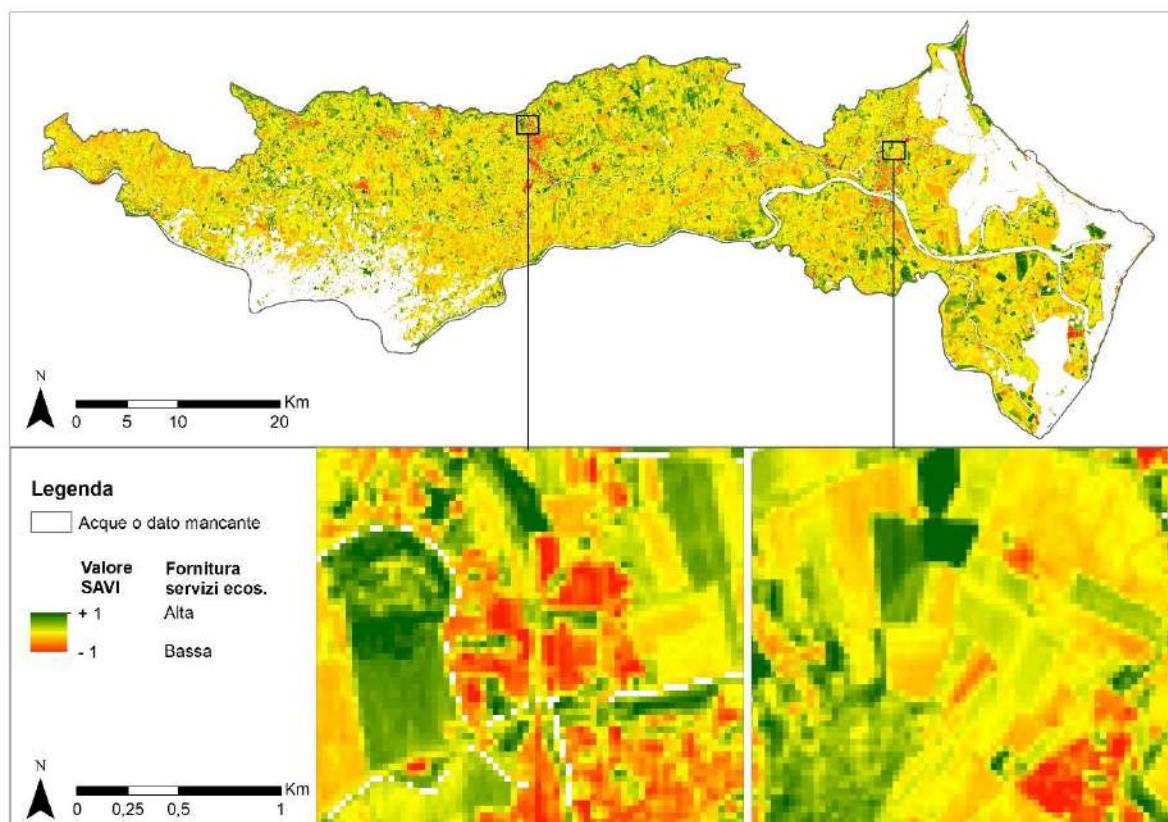 N
Km
0 5 10 20
Legenda
Acque o dato mancante
Valore SAVI
Fornitura servizi ecos.
+ 1 Alta
- 1 Bassa
N
Km
0 0,25 0,5 1